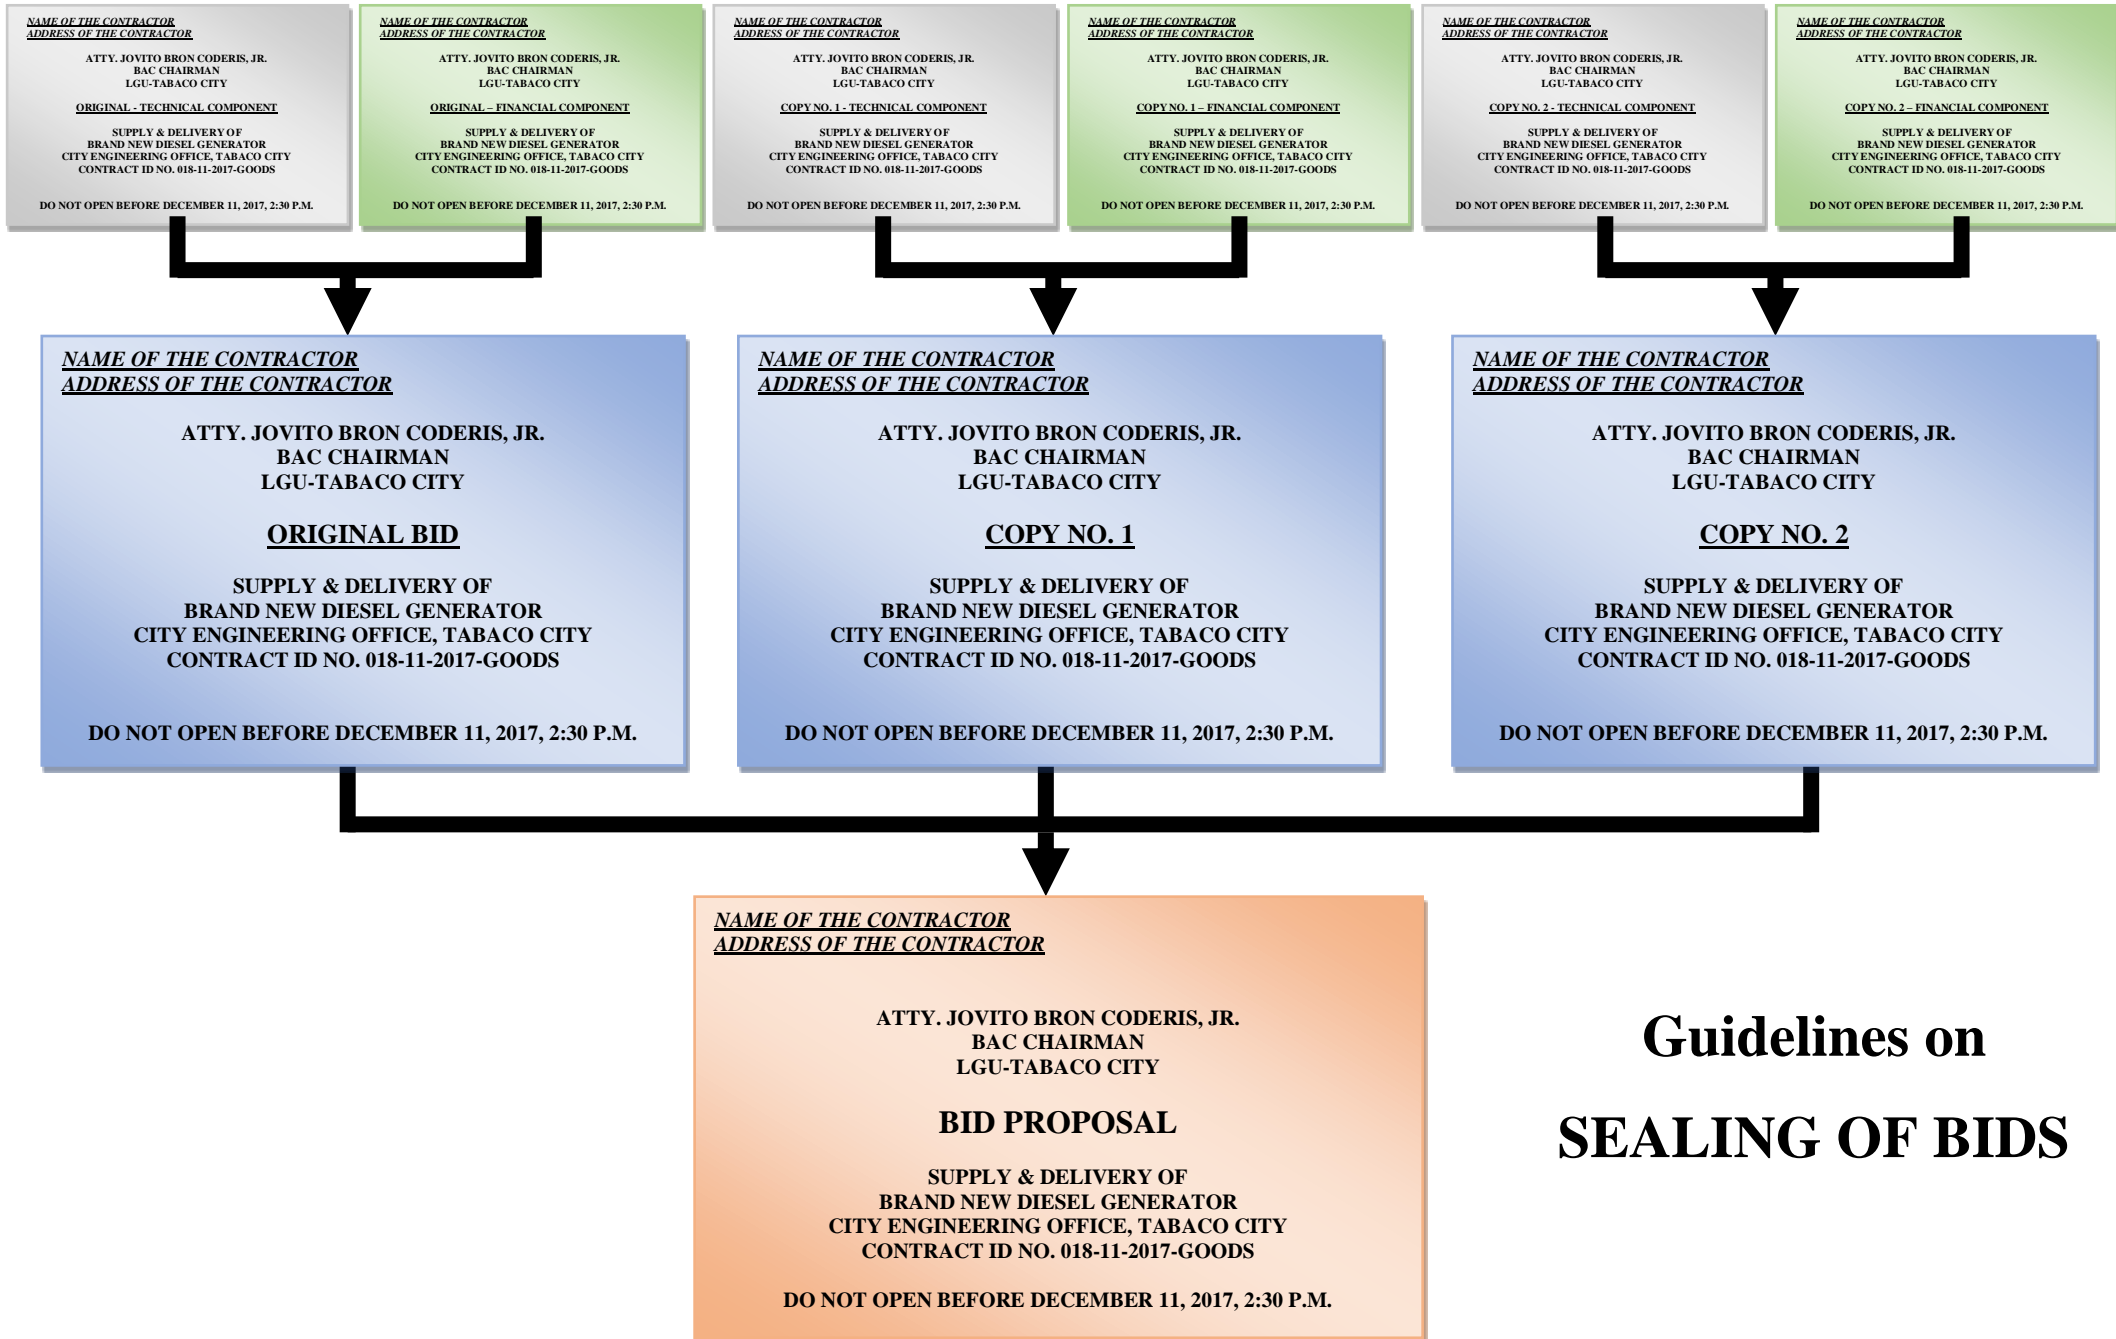 NAME OF THE CONTRACTOR
ADDRESS OF THE CONTRACTOR
ATTY. JOVITO BRON CODERIS, JR.
BAC CHAIRMAN
LGU-TABACO CITY
ORIGINAL - TECHNICAL COMPONENT
SUPPLY & DELIVERY OF
BRAND NEW DIESEL GENERATOR
CITY ENGINEERING OFFICE, TABACO CITY
CONTRACT ID NO. 018-11-2017-GOODS
DO NOT OPEN BEFORE DECEMBER 11, 2017, 2:30 P.M.
NAME OF THE CONTRACTOR
ADDRESS OF THE CONTRACTOR
ATTY. JOVITO BRON CODERIS, JR.
BAC CHAIRMAN
LGU-TABACO CITY
ORIGINAL – FINANCIAL COMPONENT
SUPPLY & DELIVERY OF
BRAND NEW DIESEL GENERATOR
CITY ENGINEERING OFFICE, TABACO CITY
CONTRACT ID NO. 018-11-2017-GOODS
DO NOT OPEN BEFORE DECEMBER 11, 2017, 2:30 P.M.
NAME OF THE CONTRACTOR
ADDRESS OF THE CONTRACTOR
ATTY. JOVITO BRON CODERIS, JR.
BAC CHAIRMAN
LGU-TABACO CITY
COPY NO. 1 - TECHNICAL COMPONENT
SUPPLY & DELIVERY OF
BRAND NEW DIESEL GENERATOR
CITY ENGINEERING OFFICE, TABACO CITY
CONTRACT ID NO. 018-11-2017-GOODS
DO NOT OPEN BEFORE DECEMBER 11, 2017, 2:30 P.M.
NAME OF THE CONTRACTOR
ADDRESS OF THE CONTRACTOR
ATTY. JOVITO BRON CODERIS, JR.
BAC CHAIRMAN
LGU-TABACO CITY
COPY NO. 1 – FINANCIAL COMPONENT
SUPPLY & DELIVERY OF
BRAND NEW DIESEL GENERATOR
CITY ENGINEERING OFFICE, TABACO CITY
CONTRACT ID NO. 018-11-2017-GOODS
DO NOT OPEN BEFORE DECEMBER 11, 2017, 2:30 P.M.
NAME OF THE CONTRACTOR
ADDRESS OF THE CONTRACTOR
ATTY. JOVITO BRON CODERIS, JR.
BAC CHAIRMAN
LGU-TABACO CITY
COPY NO. 2 - TECHNICAL COMPONENT
SUPPLY & DELIVERY OF
BRAND NEW DIESEL GENERATOR
CITY ENGINEERING OFFICE, TABACO CITY
CONTRACT ID NO. 018-11-2017-GOODS
DO NOT OPEN BEFORE DECEMBER 11, 2017, 2:30 P.M.
NAME OF THE CONTRACTOR
ADDRESS OF THE CONTRACTOR
ATTY. JOVITO BRON CODERIS, JR.
BAC CHAIRMAN
LGU-TABACO CITY
COPY NO. 2 – FINANCIAL COMPONENT
SUPPLY & DELIVERY OF
BRAND NEW DIESEL GENERATOR
CITY ENGINEERING OFFICE, TABACO CITY
CONTRACT ID NO. 018-11-2017-GOODS
DO NOT OPEN BEFORE DECEMBER 11, 2017, 2:30 P.M.
NAME OF THE CONTRACTOR
ADDRESS OF THE CONTRACTOR
ATTY. JOVITO BRON CODERIS, JR.
BAC CHAIRMAN
LGU-TABACO CITY
ORIGINAL BID
SUPPLY & DELIVERY OF
BRAND NEW DIESEL GENERATOR
CITY ENGINEERING OFFICE, TABACO CITY
CONTRACT ID NO. 018-11-2017-GOODS
DO NOT OPEN BEFORE DECEMBER 11, 2017, 2:30 P.M.
NAME OF THE CONTRACTOR
ADDRESS OF THE CONTRACTOR
ATTY. JOVITO BRON CODERIS, JR.
BAC CHAIRMAN
LGU-TABACO CITY
COPY NO. 1
SUPPLY & DELIVERY OF
BRAND NEW DIESEL GENERATOR
CITY ENGINEERING OFFICE, TABACO CITY
CONTRACT ID NO. 018-11-2017-GOODS
DO NOT OPEN BEFORE DECEMBER 11, 2017, 2:30 P.M.
NAME OF THE CONTRACTOR
ADDRESS OF THE CONTRACTOR
ATTY. JOVITO BRON CODERIS, JR.
BAC CHAIRMAN
LGU-TABACO CITY
COPY NO. 2
SUPPLY & DELIVERY OF
BRAND NEW DIESEL GENERATOR
CITY ENGINEERING OFFICE, TABACO CITY
CONTRACT ID NO. 018-11-2017-GOODS
DO NOT OPEN BEFORE DECEMBER 11, 2017, 2:30 P.M.
NAME OF THE CONTRACTOR
ADDRESS OF THE CONTRACTOR
ATTY. JOVITO BRON CODERIS, JR.
BAC CHAIRMAN
LGU-TABACO CITY
BID PROPOSAL
SUPPLY & DELIVERY OF
BRAND NEW DIESEL GENERATOR
CITY ENGINEERING OFFICE, TABACO CITY
CONTRACT ID NO. 018-11-2017-GOODS
DO NOT OPEN BEFORE DECEMBER 11, 2017, 2:30 P.M.
Guidelines on
SEALING OF BIDS